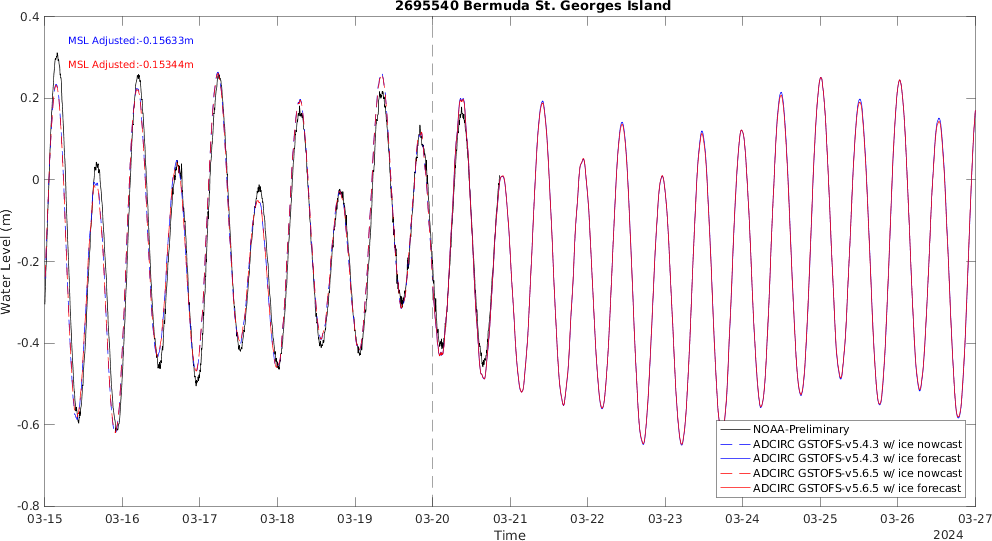 2695540 Bermuda St. Georges Island
MSL Adjusted:-0.15633m
MSL Adjusted:-0.15344m
Water Level (m)
0.4
0.2
0
-0.2
-0.4
-0.6
-0.8
NOAA-Preliminary
ADCIRC GSTOFS-v5.4.3 w/ ice nowcast
ADCIRC GSTOFS-v5.4.3 w/ ice forecast
ADCIRC GSTOFS-v5.6.5 w/ ice nowcast
ADCIRC GSTOFS-v5.6.5 w/ ice forecast
03-15 03-16 03-17 03-18 03-19 03-20 03-21 03-22 03-23 03-24 03-25 03-26 03-27
Time
2024